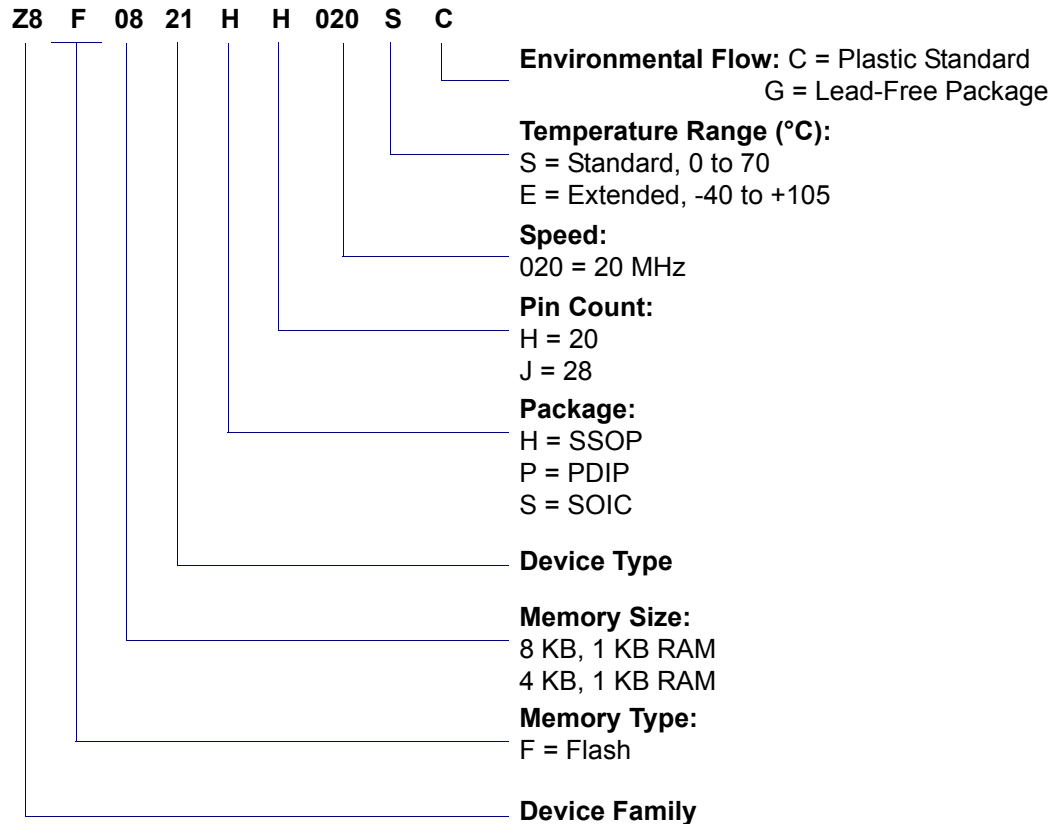 Z8 F 08 21 H H 020 S C
Environmental Flow: C = Plastic Standard
G = Lead-Free Package
Temperature Range (°C):
S = Standard, 0 to 70
E = Extended, -40 to +105
Speed:
020 = 20 MHz
Pin Count:
H = 20
J = 28
Package:
H = SSOP
P = PDIP
S = SOIC
Device Type
Memory Size:
8 KB, 1 KB RAM
4 KB, 1 KB RAM
Memory Type:
F = Flash
Device Family